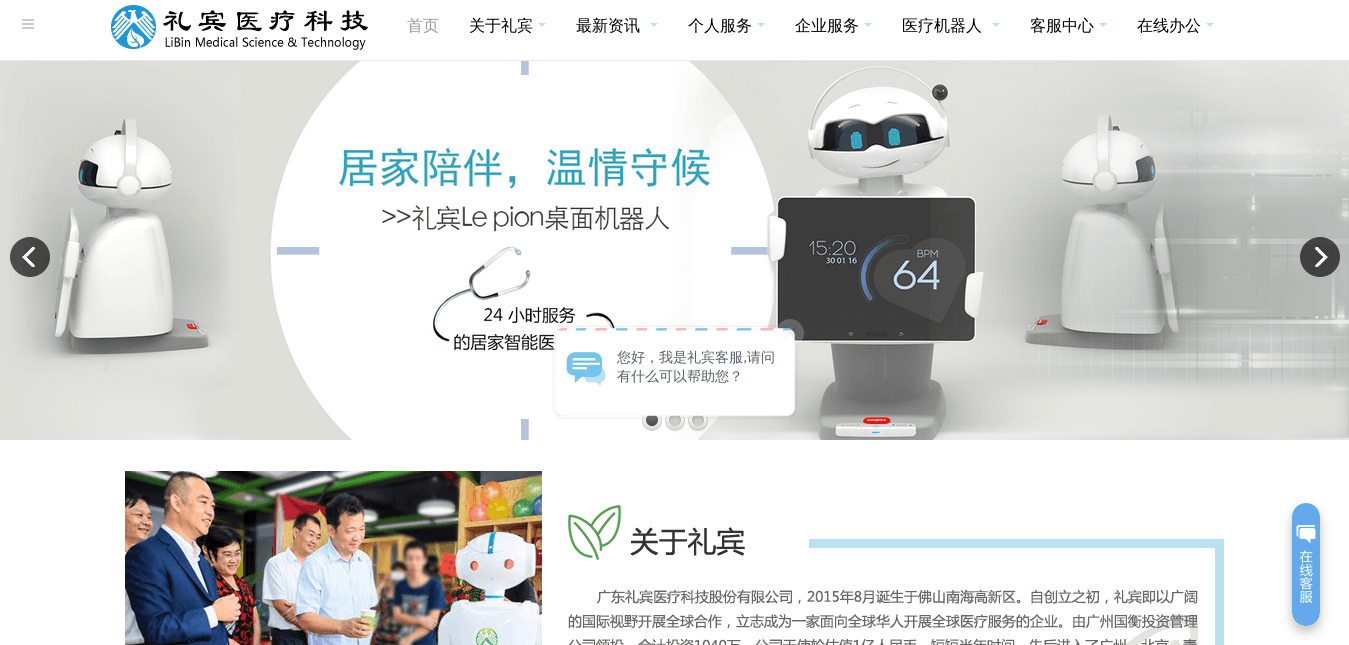 礼宾医疗科技
LiBin Medical Science & Technology
首页 关于礼宾 最新资讯 个人服务 企业服务 医疗机器人 客服中心 在线办公
居家陪伴，温情守候
>>礼宾Le pion桌面机器人
15:20
30 01 16
BPM
64
24 小时服务
的居家智能医
您好，我是礼宾客服,请问
有什么可以帮助您？
在线客服
关于礼宾
广东礼宾医疗科技股份有限公司，2015年8月诞生于佛山南海高新区。自创立之初，礼宾即以广阔
的国际视野开展全球合作，立志成为一家面向全球华人开展全球医疗服务的企业。由广州国衡投资管理